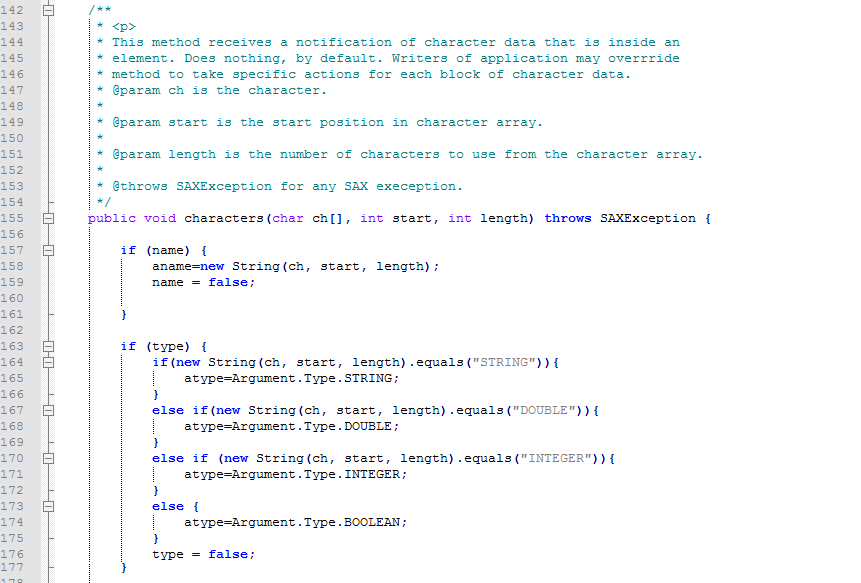 142 /**
143 * <p>
144 * This method receives a notification of character data that is inside an
145 * element. Does nothing, by default. Writers of application may overrride
146 * method to take specific actions for each block of character data.
147 * @param ch is the character.
148 *
149 * @param start is the start position in character array.
150 *
151 * @param length is the number of characters to use from the character array.
152 *
153 * @throws SAXException for any SAX exeception.
154 */
155 public void characters(char ch[], int start, int length) throws SAXException {
156
157 if (name) {
158 aname=new String(ch, start, length);
159 name = false;
160
161 }
162
163 if (type) {
164 if(new String(ch, start, length).equals("STRING")){
165 atype=Argument.Type.STRING;
166 }
167 else if(new String(ch, start, length).equals("DOUBLE")){
168 atype=Argument.Type.DOUBLE;
169 }
170 else if (new String(ch, start, length).equals("INTEGER")){
171 atype=Argument.Type.INTEGER;
172 }
173 else {
174 atype=Argument.Type.BOOLEAN;
175 }
176 type = false;
177 }
178